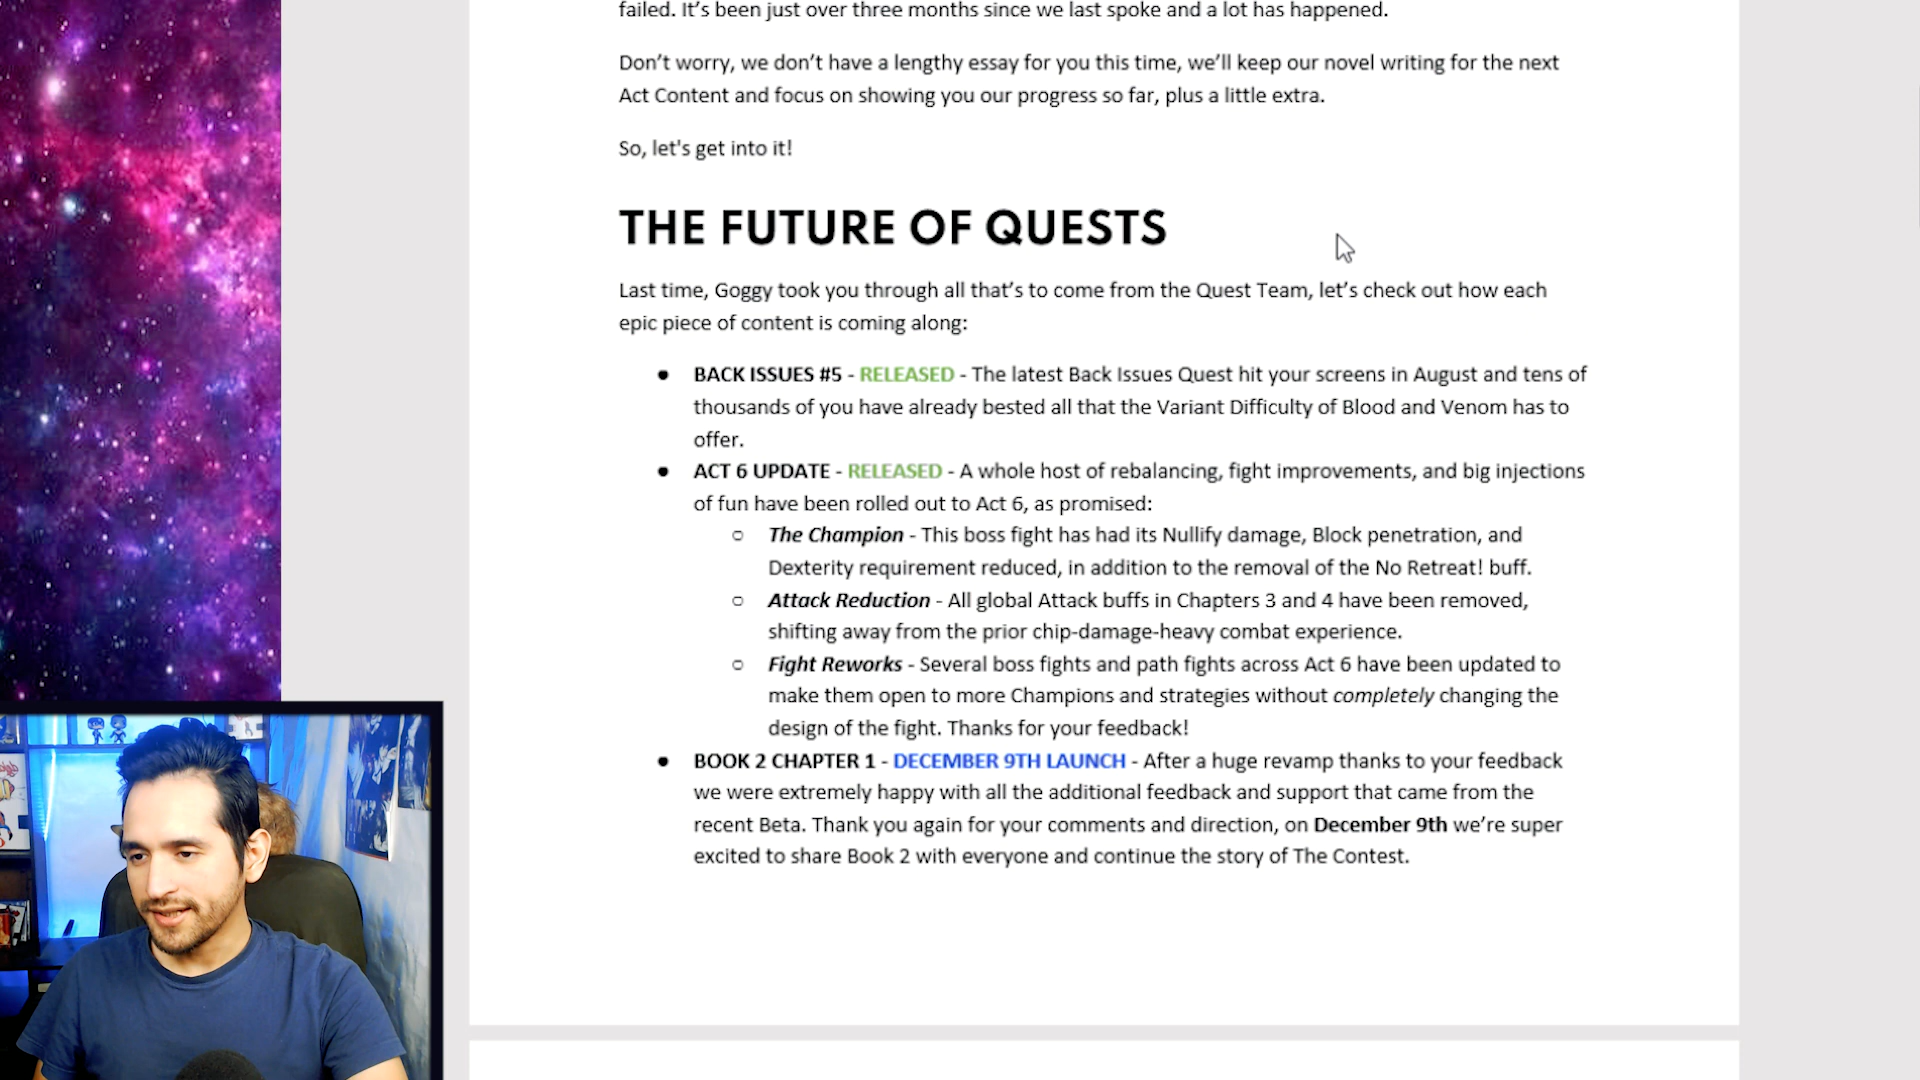 failed. It’s been just over three months since we last spoke and a lot has happened.
Don’t worry, we don’t have a lengthy essay for you this time, we’ll keep our novel writing for the next
Act Content and focus on showing you our progress so far, plus a little extra.
So, let's get into it!
THE FUTURE OF QUESTS
Last time, Goggy took you through all that’s to come from the Quest Team, let’s check out how each
epic piece of content is coming along:
● BACK ISSUES #5 - RELEASED - The latest Back Issues Quest hit your screens in August and tens of
thousands of you have already bested all that the Variant Difficulty of Blood and Venom has to
offer.
● ACT 6 UPDATE - RELEASED - A whole host of rebalancing, fight improvements, and big injections
of fun have been rolled out to Act 6, as promised:
○ The Champion - This boss fight has had its Nullify damage, Block penetration, and
Dexterity requirement reduced, in addition to the removal of the No Retreat! buff.
○ Attack Reduction - All global Attack buffs in Chapters 3 and 4 have been removed,
shifting away from the prior chip-damage-heavy combat experience.
○ Fight Reworks - Several boss fights and path fights across Act 6 have been updated to
make them open to more Champions and strategies without completely changing the
design of the fight. Thanks for your feedback!
● BOOK 2 CHAPTER 1 - DECEMBER 9TH LAUNCH - After a huge revamp thanks to your feedback
we were extremely happy with all the additional feedback and support that came from the
recent Beta. Thank you again for your comments and direction, on December 9th we’re super
excited to share Book 2 with everyone and continue the story of The Contest.